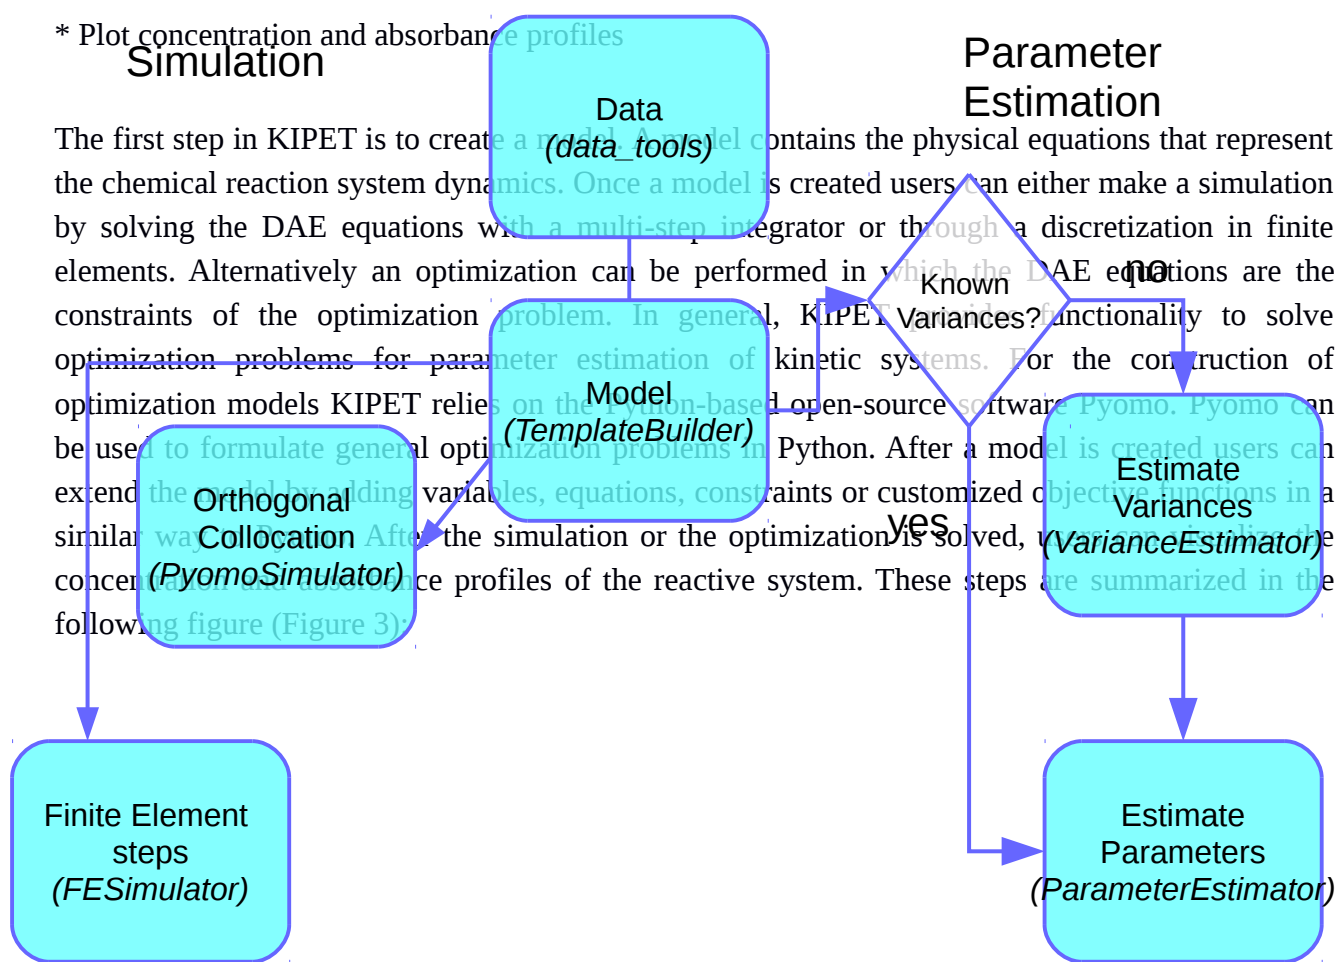 * Plot concentration and absorbance profiles
Simulation
Parameter
Estimation
Data
(data_tools)
The first step in KIPET is to create a model. A model contains the physical equations that represent
the chemical reaction system dynamics. Once a model is created users can either make a simulation
by solving the DAE equations with a multi-step integrator or through a discretization in finite
elements. Alternatively an optimization can be performed in which the DAE equations are the
constraints of the optimization problem. In general, KIPET provides functionality to solve
optimization problems for parameter estimation of kinetic systems. For the construction of
optimization models KIPET relies on the Python-based open-source software Pyomo. Pyomo can
be used to formulate general optimization problems in Python. After a model is created users can
extend the model by adding variables, equations, constraints or customized objective functions in a
similar way to Pyomo. After the simulation or the optimization is solved, users can visualize the
concentration and absorbance profiles of the reactive system. These steps are summarized in the
following figure (Figure 3):
Known
Variances?
no
yes
Model
(TemplateBuilder)
Orthogonal
Collocation
(PyomoSimulator)
Estimate
Variances
(VarianceEstimator)
Finite Element
steps
(FESimulator)
Estimate
Parameters
(ParameterEstimator)